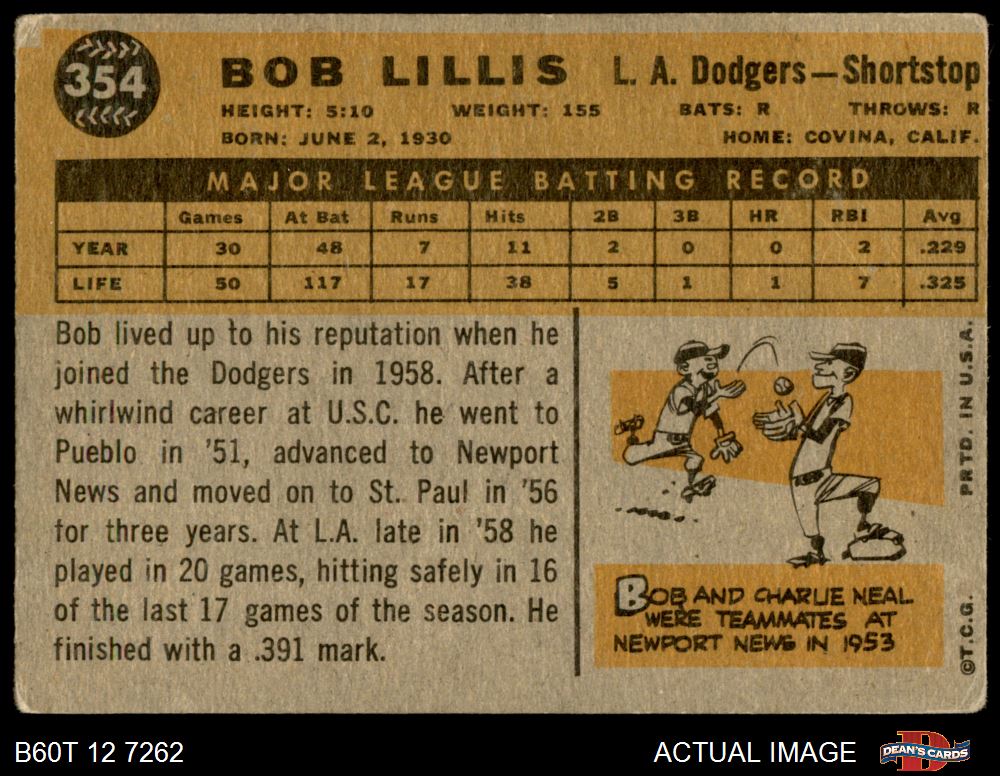 354
BOB LILLIS L. A. Dodgers—Shortstop
HEIGHT: 5:10 WEIGHT: 155 BATS: R THROWS: R
BORN: JUNE 2, 1930 HOME: COVINA, CALIF.
MAJOR LEAGUE BATTING RECORD
Games At Bat Runs Hits 2B 3B HR RBI Avg
YEAR 30 48 7 11 2 0 0 2 .229
LIFE 50 117 17 38 5 1 1 7 .325
Bob lived up to his reputation when he
joined the Dodgers in 1958. After a
whirlwind career at U.S.C. he went to
Pueblo in '51, advanced to Newport
News and moved on to St. Paul in '56
for three years. At L.A. late in '58 he
played in 20 games, hitting safely in 16
of the last 17 games of the season. He
finished with a .391 mark.
BOB AND CHARLIE NEAL
WERE TEAMMATES AT
NEWPORT NEWS IN 1953
©T.C.G. PRTD. IN U.S.A.
B60T 12 7262 ACTUAL IMAGE DEAN'S CARDS